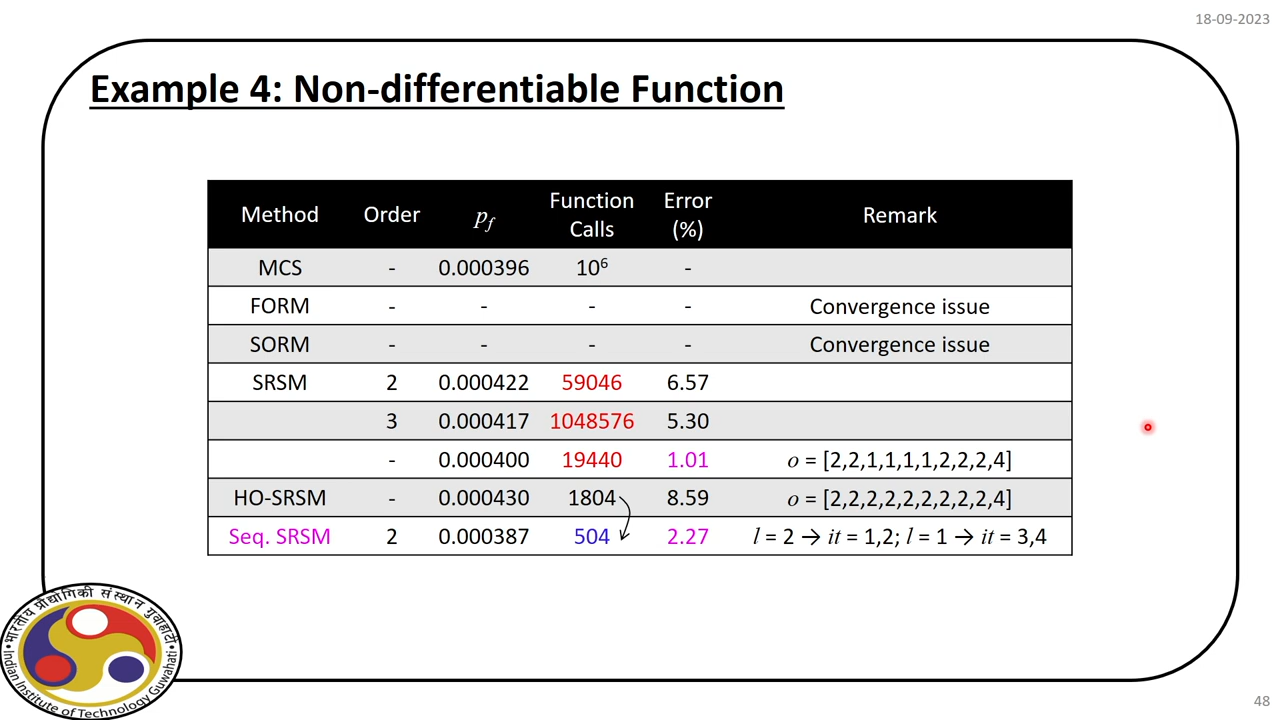 18-09-2023
Example 4: Non-differentiable Function
Method Order p_f Function Calls Error (%) Remark
MCS - 0.000396 10⁶ -
FORM - - - - Convergence issue
SORM - - - - Convergence issue
SRSM 2 0.000422 59046 6.57
3 0.000417 1048576 5.30
- 0.000400 19440 1.01 o = [2,2,1,1,1,1,2,2,2,4]
HO-SRSM - 0.000430 1804 8.59 o = [2,2,2,2,2,2,2,2,2,4]
Seq. SRSM 2 0.000387 504 2.27 l = 2 → it = 1,2; l = 1 → it = 3,4
भारतीय प्रौद्योगिकी संस्थान गुवाहाटी
Indian Institute of Technology Guwahati
48